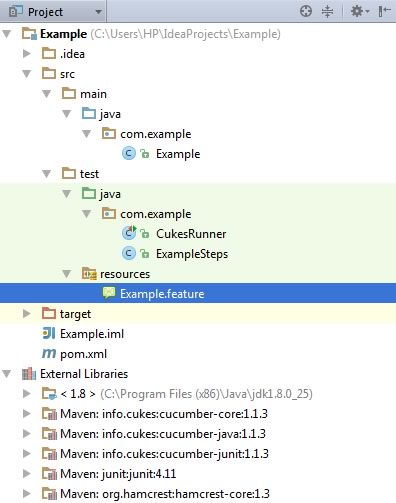 Project
Example (C:\Users\HP\IdeaProjects\Example)
.idea
src
main
java
com.example
Example
test
java
com.example
CukesRunner
ExampleSteps
resources
Example.feature
target
Example.iml
pom.xml
External Libraries
< 1.8 > (C:\Program Files (x86)\Java\jdk1.8.0_25)
Maven: info.cukes:cucumber-core:1.1.3
Maven: info.cukes:cucumber-java:1.1.3
Maven: info.cukes:cucumber-junit:1.1.3
Maven: junit:junit:4.11
Maven: org.hamcrest:hamcrest-core:1.3